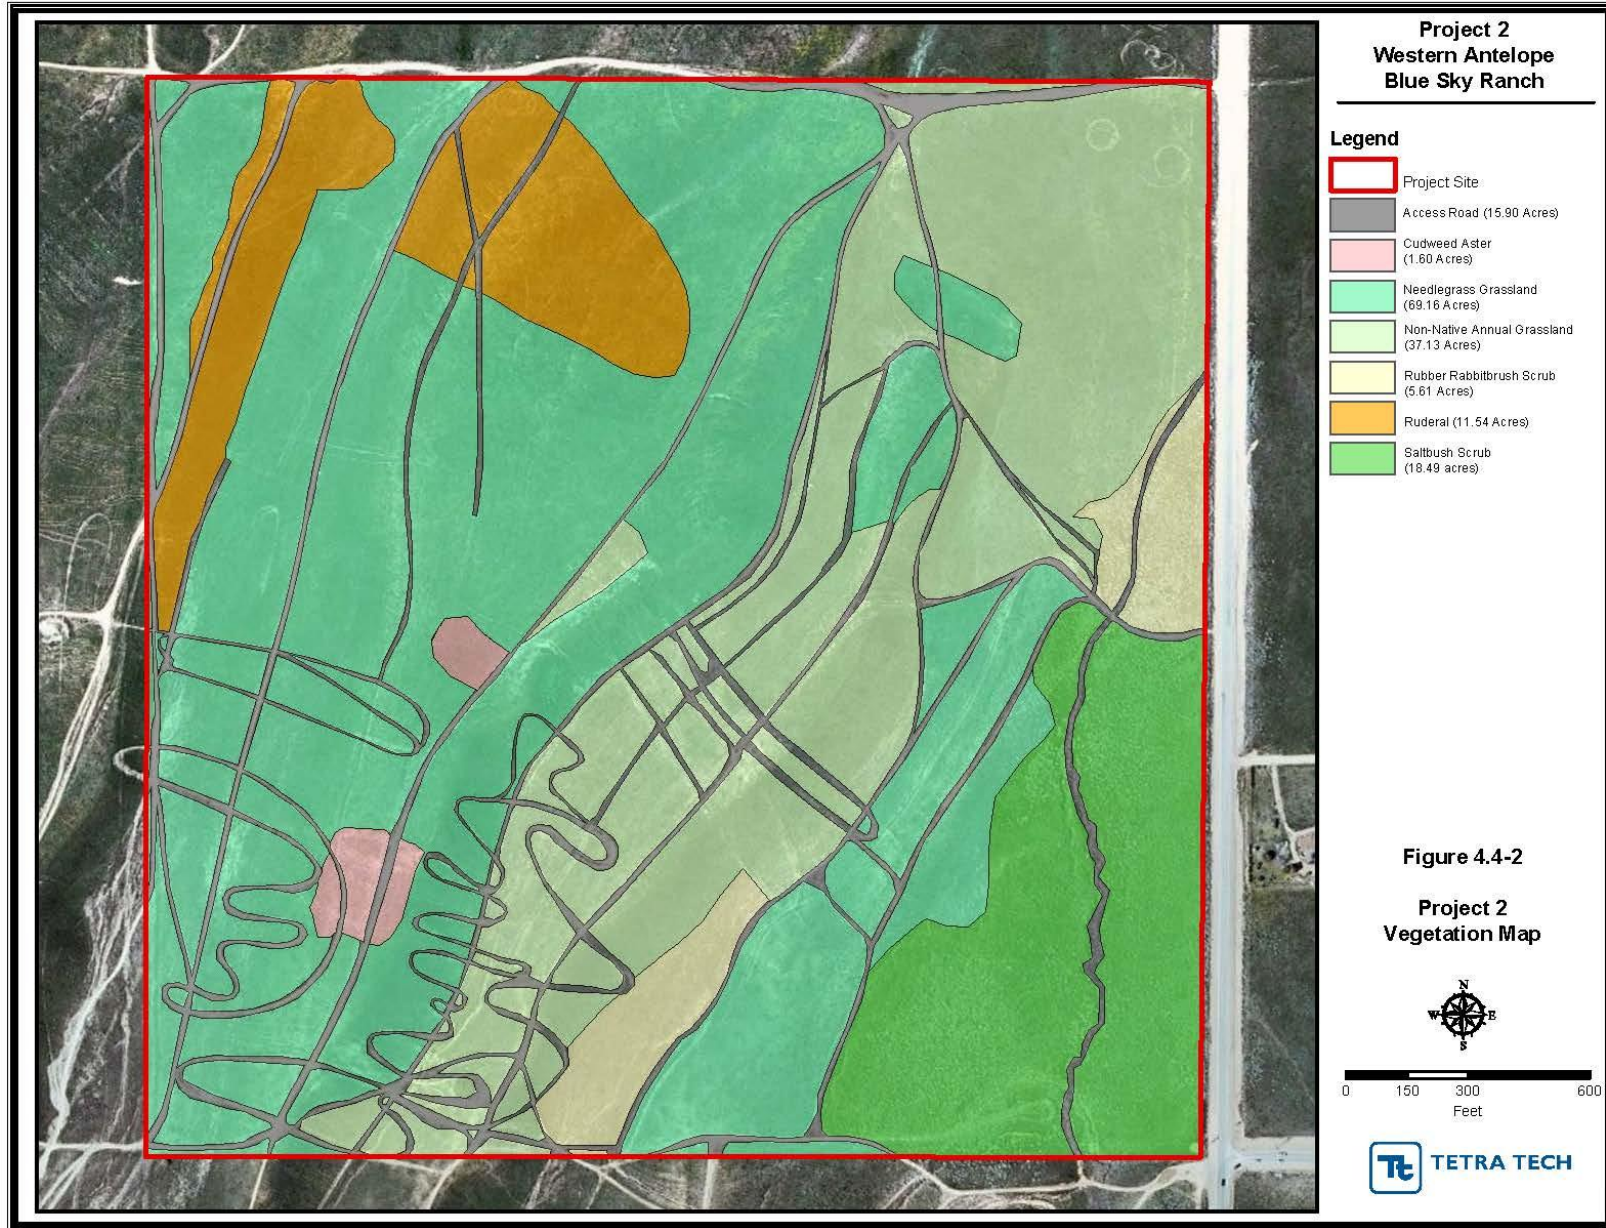 Project 2
Western Antelope
Blue Sky Ranch
Legend
Project Site
Access Road (15.90 Acres)
Cudweed Aster
(1.60 Acres)
Needlegrass Grassland
(69.16 Acres)
Non-Native Annual Grassland
(37.13 Acres)
Rubber Rabbitbrush Scrub
(5.61 Acres)
Ruderal (11.54 Acres)
Saltbush Scrub
(18.49 acres)
Figure 4.4-2
Project 2
Vegetation Map
N
W E
S
0 150 300 600
Feet
Tt TETRA TECH